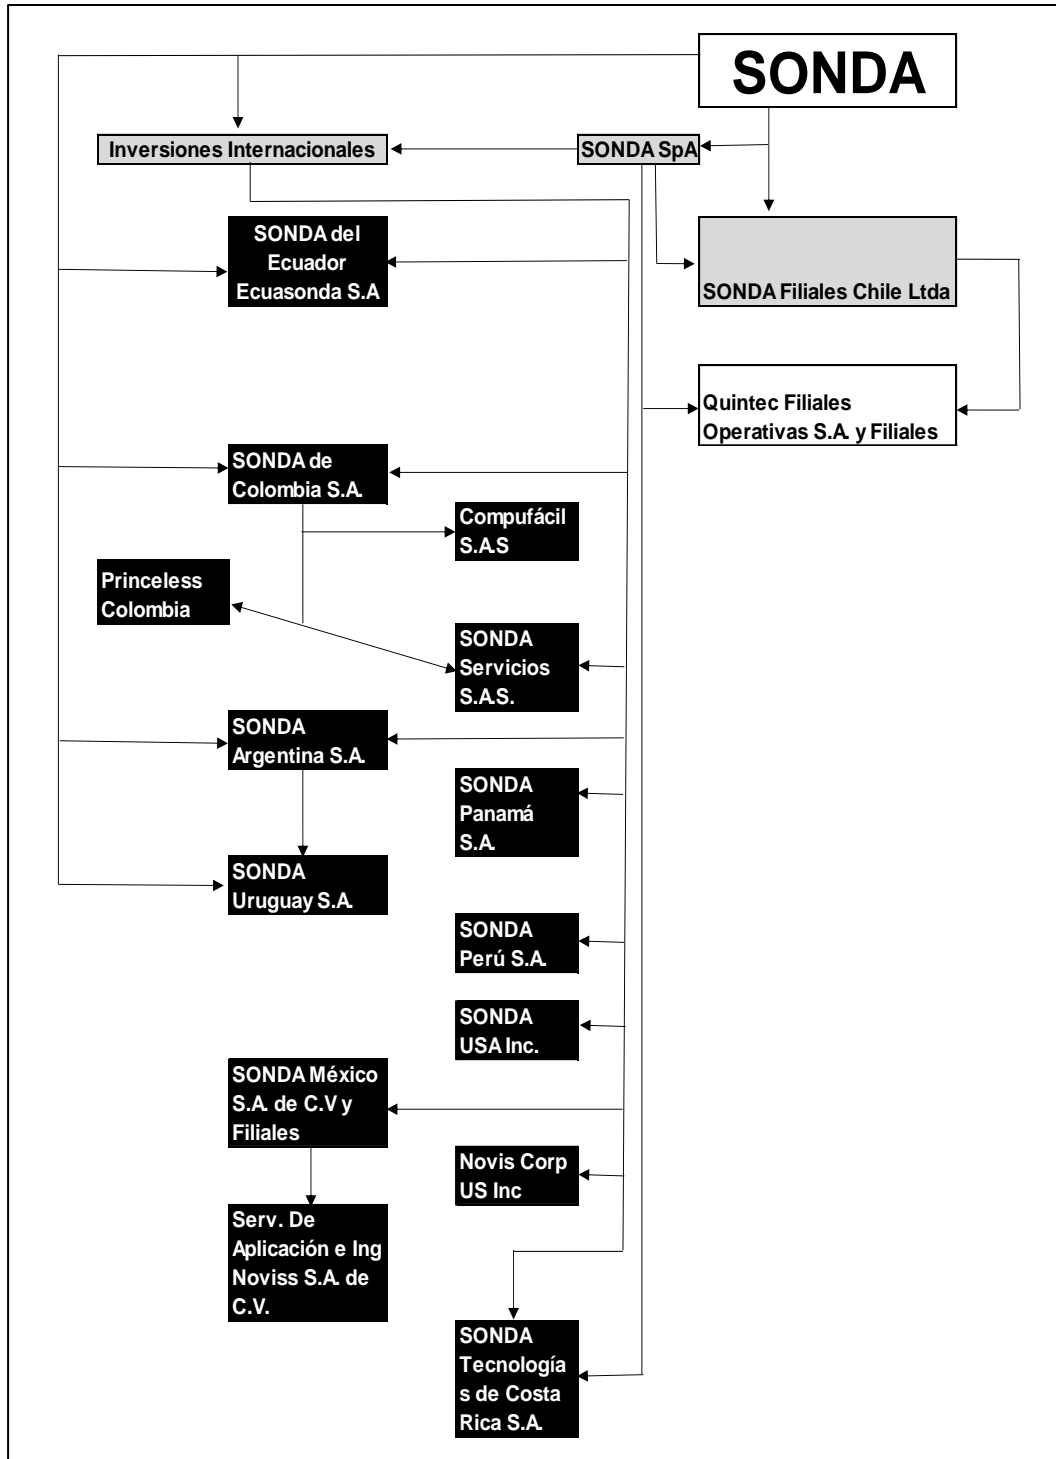 SONDA
Inversiones Internacionales
SONDA SpA
SONDA del
Ecuador
Ecuasonda S.A
SONDA Filiales Chile Ltda
Quintec Filiales
Operativas S.A. y Filiales
SONDA de
Colombia S.A.
Compufácil
S.A.S
Princeless
Colombia
SONDA
Servicios
S.A.S.
SONDA
Argentina S.A.
SONDA
Panamá
S.A.
SONDA
Uruguay S.A.
SONDA
Perú S.A.
SONDA
USA Inc.
SONDA México
S.A. de C.V y
Filiales
Novis Corp
US Inc
Serv. De
Aplicación e Ing
Noviss S.A. de
C.V.
SONDA
Tecnología
s de Costa
Rica S.A.